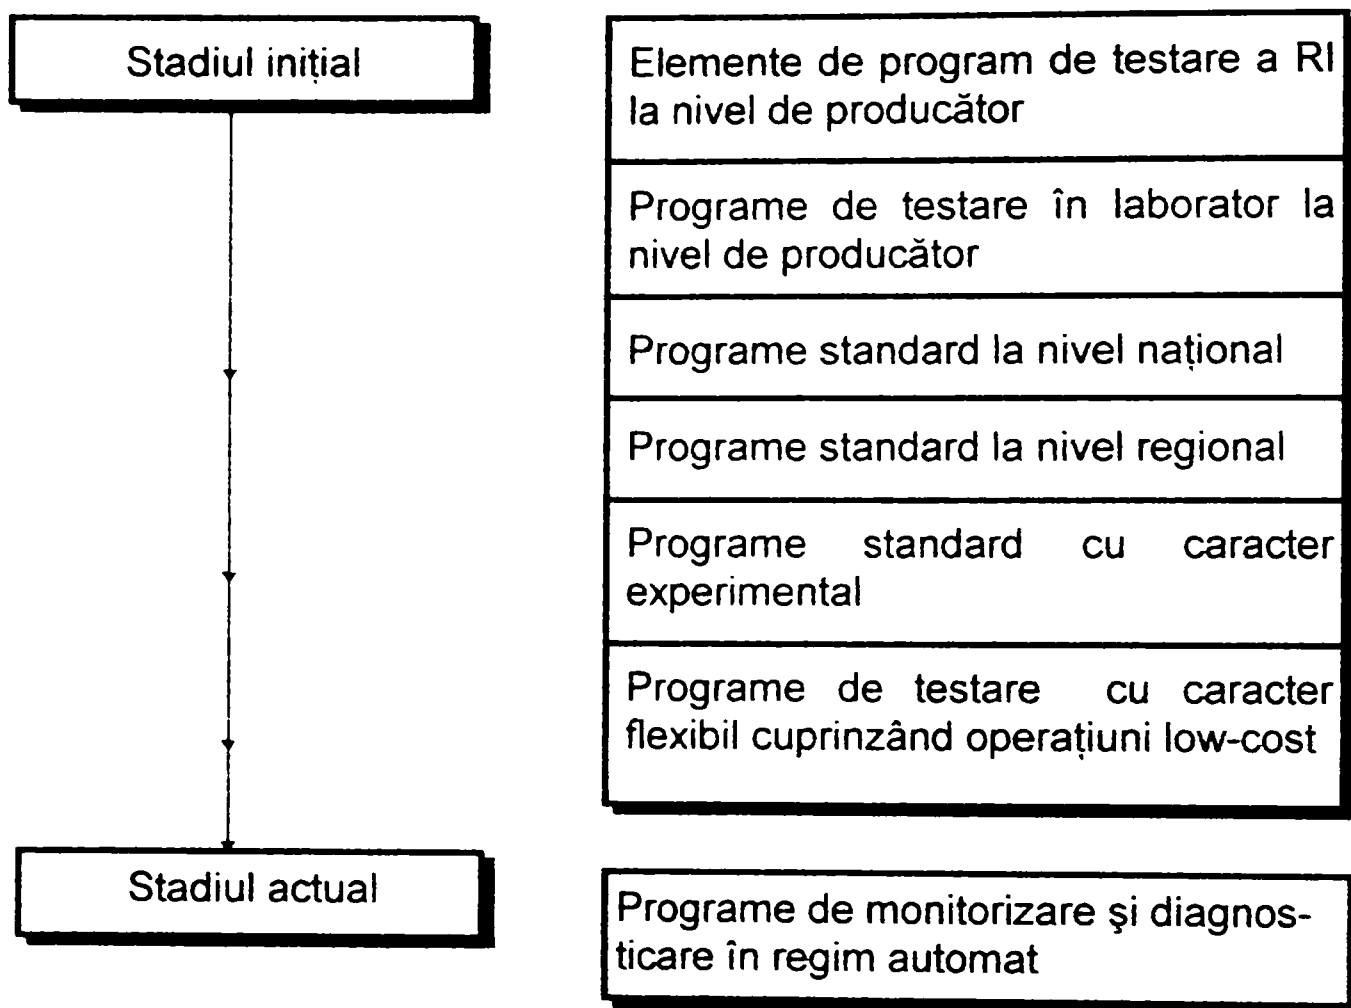 Stadiul inițial
Elemente de program de testare a RI
la nivel de producător
Programe de testare în laborator la
nivel de producător
Programe standard la nivel național
Programe standard la nivel regional
Programe standard cu caracter
experimental
Programe de testare cu caracter
flexibil cuprinzând operațiuni low-cost
Stadiul actual
Programe de monitorizare şi diagnos-
ticare în regim automat